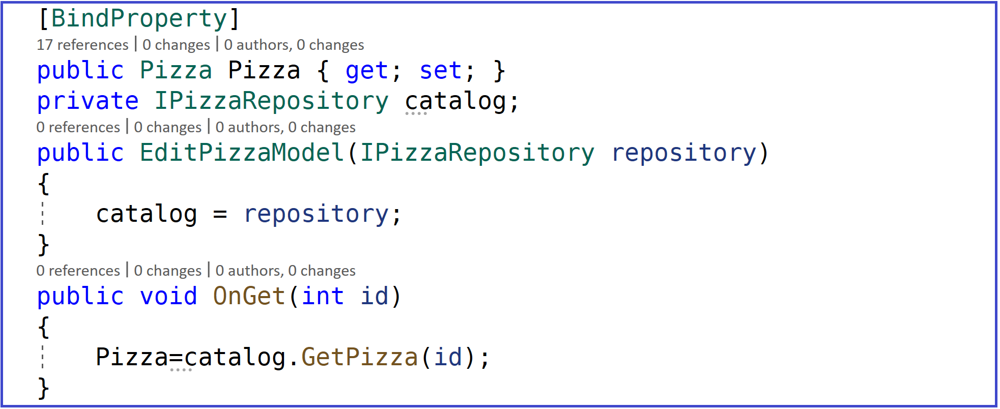 [BindProperty]
17 references | 0 changes | 0 authors, 0 changes
public Pizza Pizza { get; set; }
private IPizzaRepository catalog;
0 references | 0 changes | 0 authors, 0 changes
public EditPizzaModel(IPizzaRepository repository)
{
    catalog = repository;
}
0 references | 0 changes | 0 authors, 0 changes
public void OnGet(int id)
{
    Pizza=catalog.GetPizza(id);
}